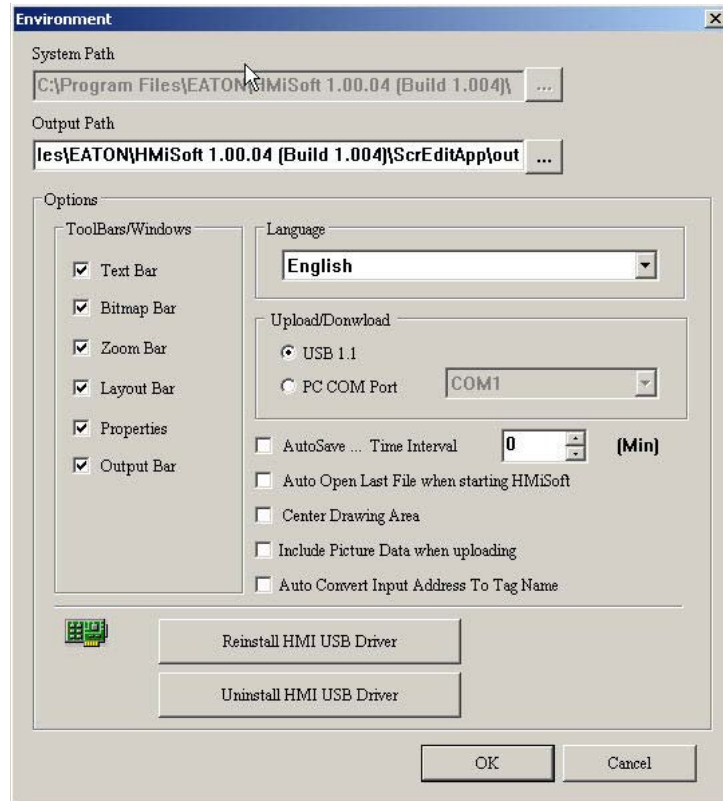 Environment
System Path
C:\Program Files\EATON\HMiSoft 1.00.04 (Build 1.004)\ ...
Output Path
les\EATON\HMiSoft 1.00.04 (Build 1.004)\ScrEditApp\out ...
Options
ToolBars/Windows
Text Bar
Bitmap Bar
Zoom Bar
Layout Bar
Properties
Output Bar
Language
English
Upload/Donwload
USB 1.1
PC COM Port COM1
AutoSave ... Time Interval 0 (Min)
Auto Open Last File when starting HMiSoft
Center Drawing Area
Include Picture Data when uploading
Auto Convert Input Address To Tag Name
Reinstall HMI USB Driver
Uninstall HMI USB Driver
OK Cancel